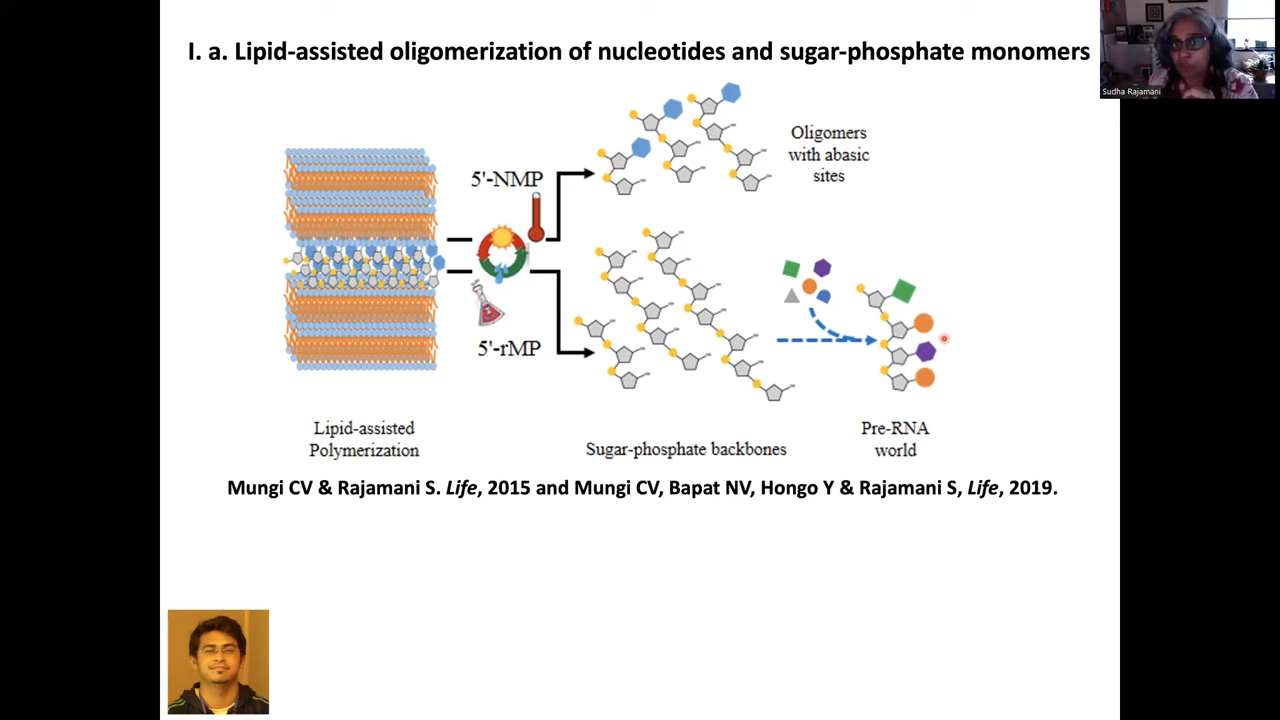 I. a. Lipid-assisted oligomerization of nucleotides and sugar-phosphate monomers
Sudha Rajamani
5'-NMP
Oligomers
with abasic
sites
5'-rMP
Lipid-assisted
Polymerization
Sugar-phosphate backbones
Pre-RNA
world
Mungi CV & Rajamani S. Life, 2015 and Mungi CV, Bapat NV, Hongo Y & Rajamani S, Life, 2019.